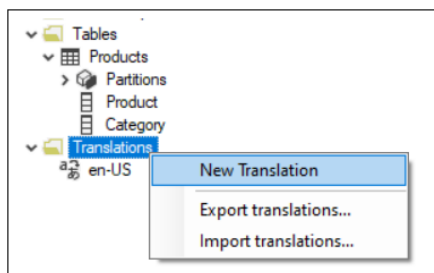 Tables
Products
Partitions
Product
Category
Translations
en-US
New Translation
Export translations...
Import translations...